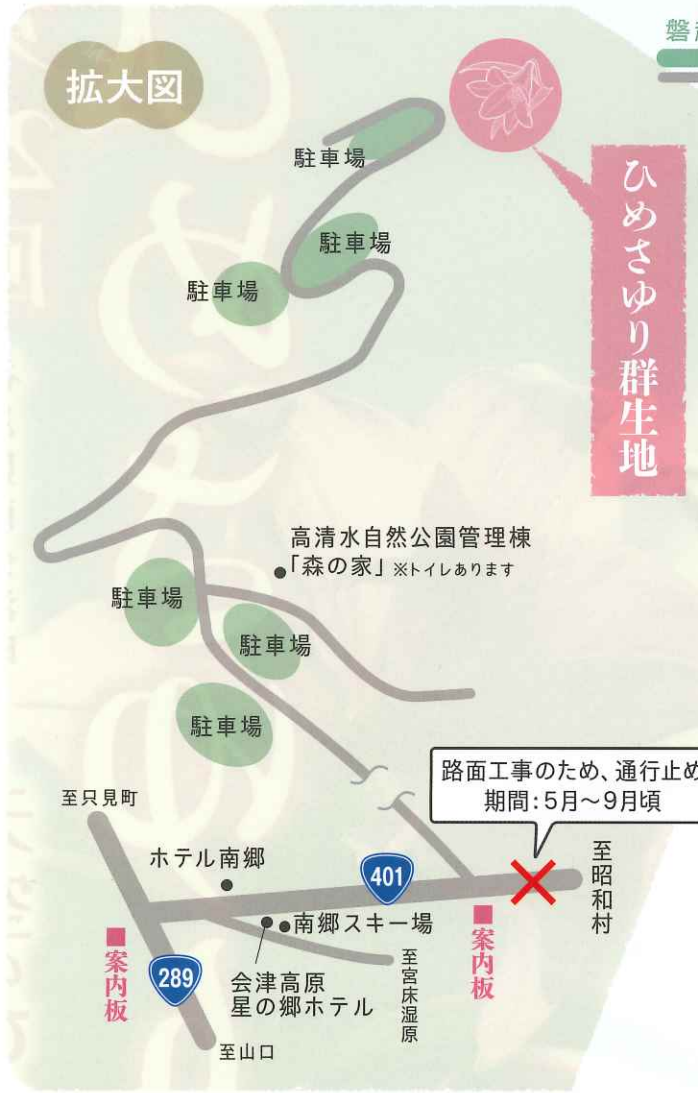 拡大図
磐越
ひめさゆり群生地
駐車場
駐車場
駐車場
高清水自然公園管理棟
「森の家」※トイレあります
駐車場
駐車場
駐車場
路面工事のため、通行止め
期間:5月〜9月頃
至只見町
ホテル南郷
401
至昭和村
南郷スキー場
■案内板
■案内板
289
会津高原
星の郷ホテル
至宮床湿原
至山口